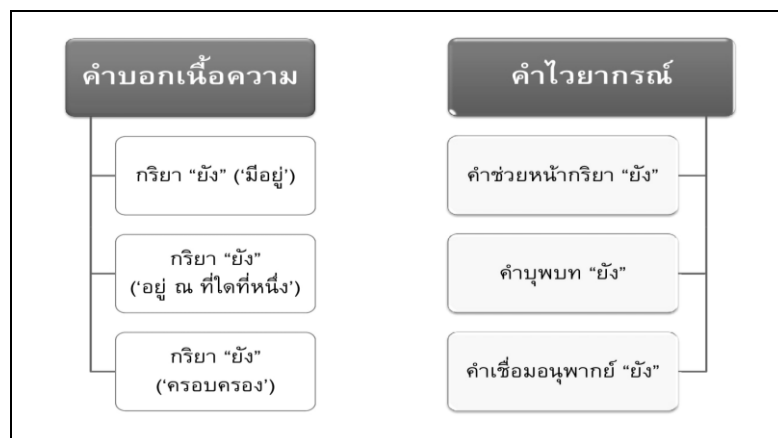 คำบอกเนื้อความ
กริยา “ยัง” (‘มีอยู่’)
กริยา “ยัง”
(‘อยู่ ณ ที่ใดที่หนึ่ง’)
กริยา “ยัง”
(‘ครอบครอง’)
คำไวยากรณ์
คำช่วยหน้ากริยา “ยัง”
คำบุพบท “ยัง”
คำเชื่อมอนุพากย์ “ยัง”